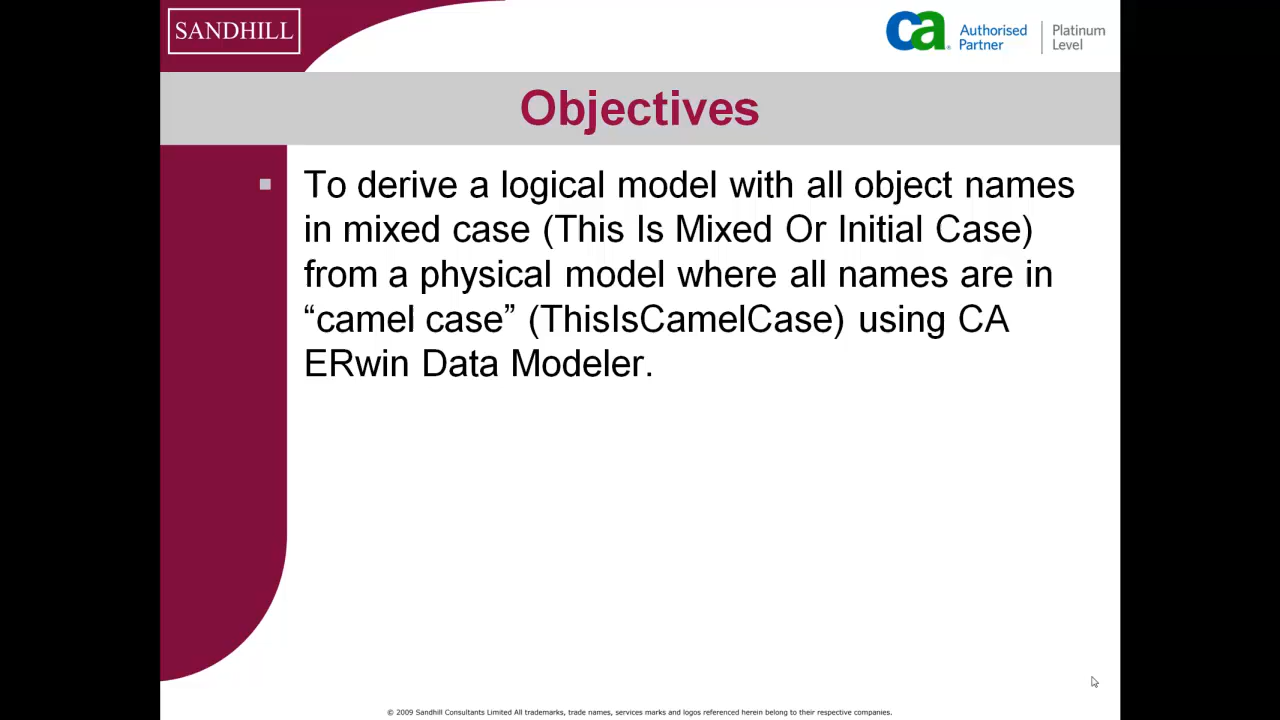 SANDHILL
ca Authorised Partner Platinum Level
Objectives
To derive a logical model with all object names
in mixed case (This Is Mixed Or Initial Case)
from a physical model where all names are in
“camel case” (ThisIsCamelCase) using CA
ERwin Data Modeler.
© 2009 Sandhill Consultants Limited All trademarks, trade names, services marks and logos referenced herein belong to their respective companies.